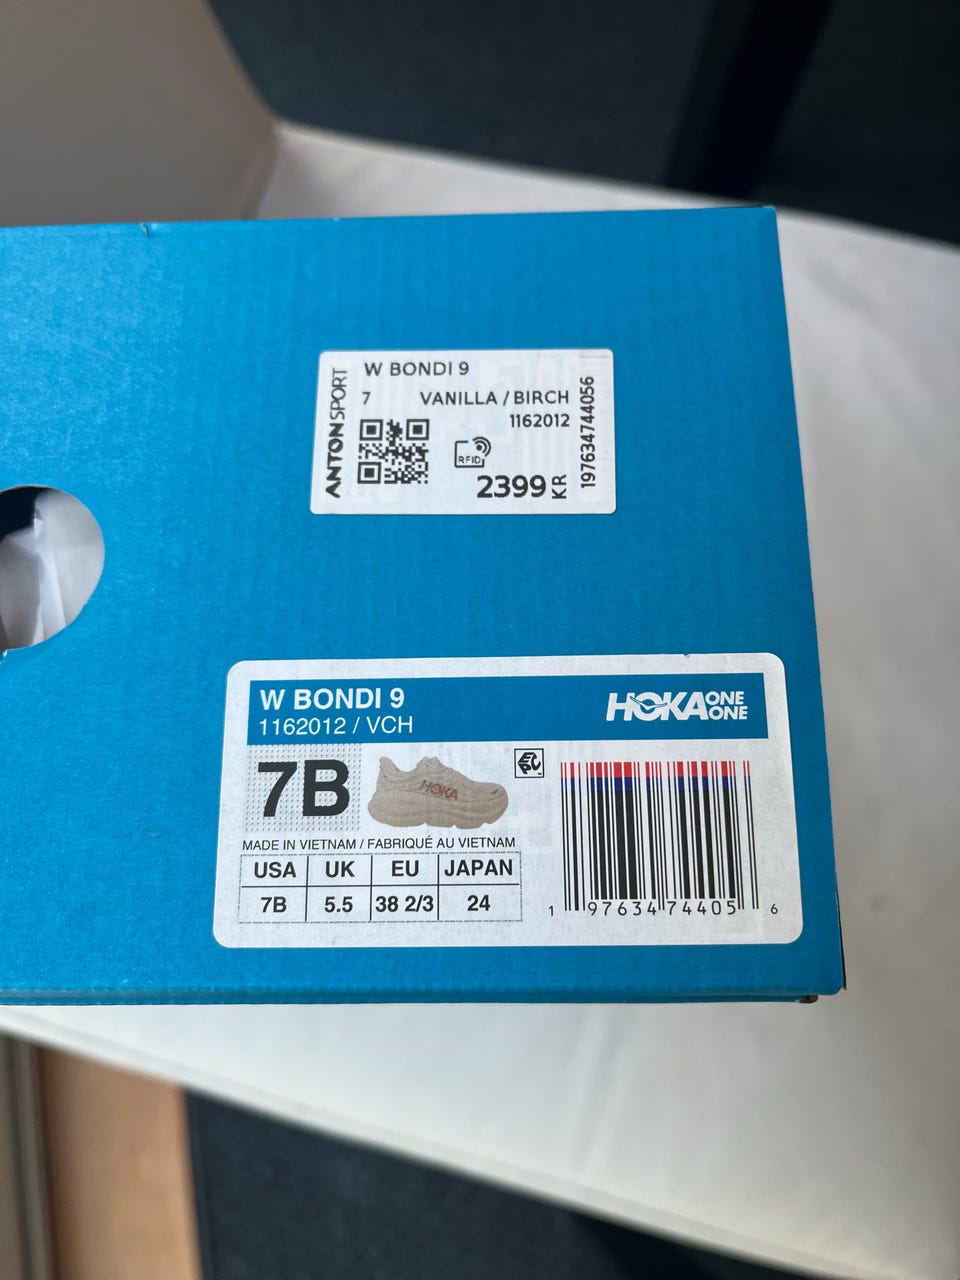 ANTON SPORT
W BONDI 9
7 VANILLA / BIRCH
1162012
RFID
2399 KR
197634744056
W BONDI 9
1162012 / VCH
HOKA ONE ONE
7B
HOKA
EPC
MADE IN VIETNAM / FABRIQUÉ AU VIETNAM
USA UK EU JAPAN
7B 5.5 38 2/3 24
1 97634 74405 6